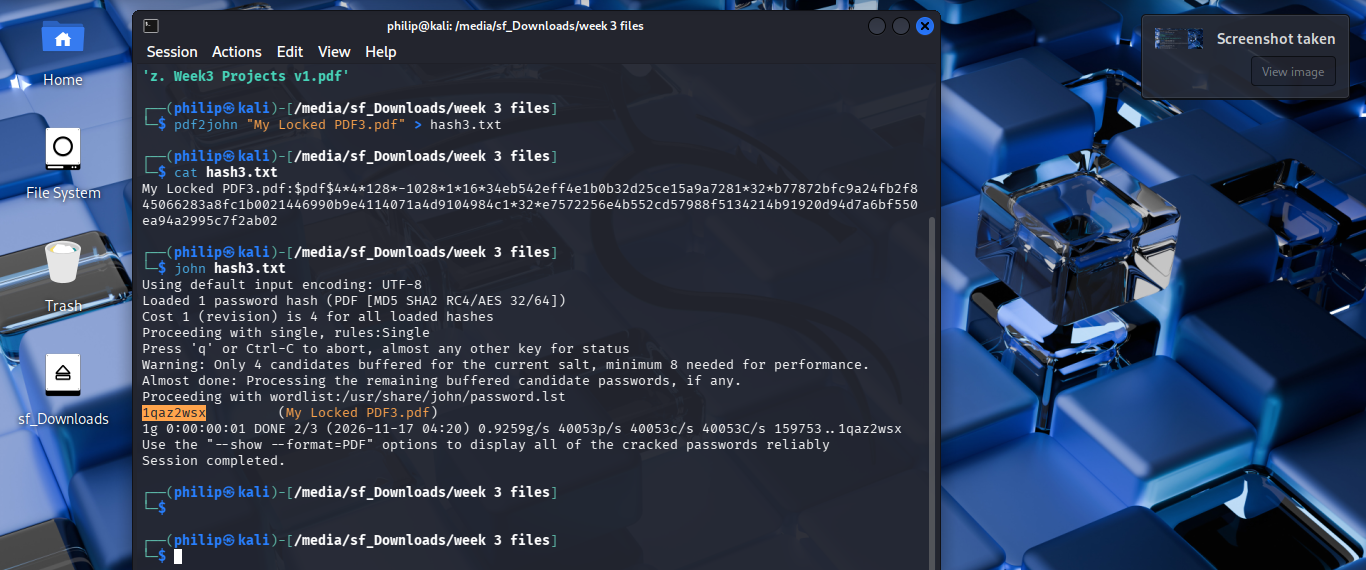 philip@kali: /media/sf_Downloads/week 3 files
Session Actions Edit View Help
Home
File System
Trash
sf_Downloads
Screenshot taken
View image
'z. Week3 Projects v1.pdf'
┌──(philip㉿kali)-[/media/sf_Downloads/week 3 files]
└─$ pdf2john "My Locked PDF3.pdf" > hash3.txt
┌──(philip㉿kali)-[/media/sf_Downloads/week 3 files]
└─$ cat hash3.txt
My Locked PDF3.pdf:$pdf$4*4*128*-1028*1*16*34eb542eff4e1b0b32d25ce15a9a7281*32*b77872bfc9a24fb2f8
45066283a8fc1b0021446990b9e4114071a4d9104984c1*32*e7572256e4b552cd57988f5134214b91920d94d7a6bf550
ea94a2995c7f2ab02
┌──(philip㉿kali)-[/media/sf_Downloads/week 3 files]
└─$ john hash3.txt
Using default input encoding: UTF-8
Loaded 1 password hash (PDF [MD5 SHA2 RC4/AES 32/64])
Cost 1 (revision) is 4 for all loaded hashes
Proceeding with single, rules:Single
Press 'q' or Ctrl-C to abort, almost any other key for status
Warning: Only 4 candidates buffered for the current salt, minimum 8 needed for performance.
Almost done: Processing the remaining buffered candidate passwords, if any.
Proceeding with wordlist:/usr/share/john/password.lst
1qaz2wsx         (My Locked PDF3.pdf)
1g 0:00:00:01 DONE 2/3 (2026-11-17 04:20) 0.9259g/s 40053p/s 40053c/s 40053C/s 159753..1qaz2wsx
Use the "--show --format=PDF" options to display all of the cracked passwords reliably
Session completed.
┌──(philip㉿kali)-[/media/sf_Downloads/week 3 files]
└─$
┌──(philip㉿kali)-[/media/sf_Downloads/week 3 files]
└─$